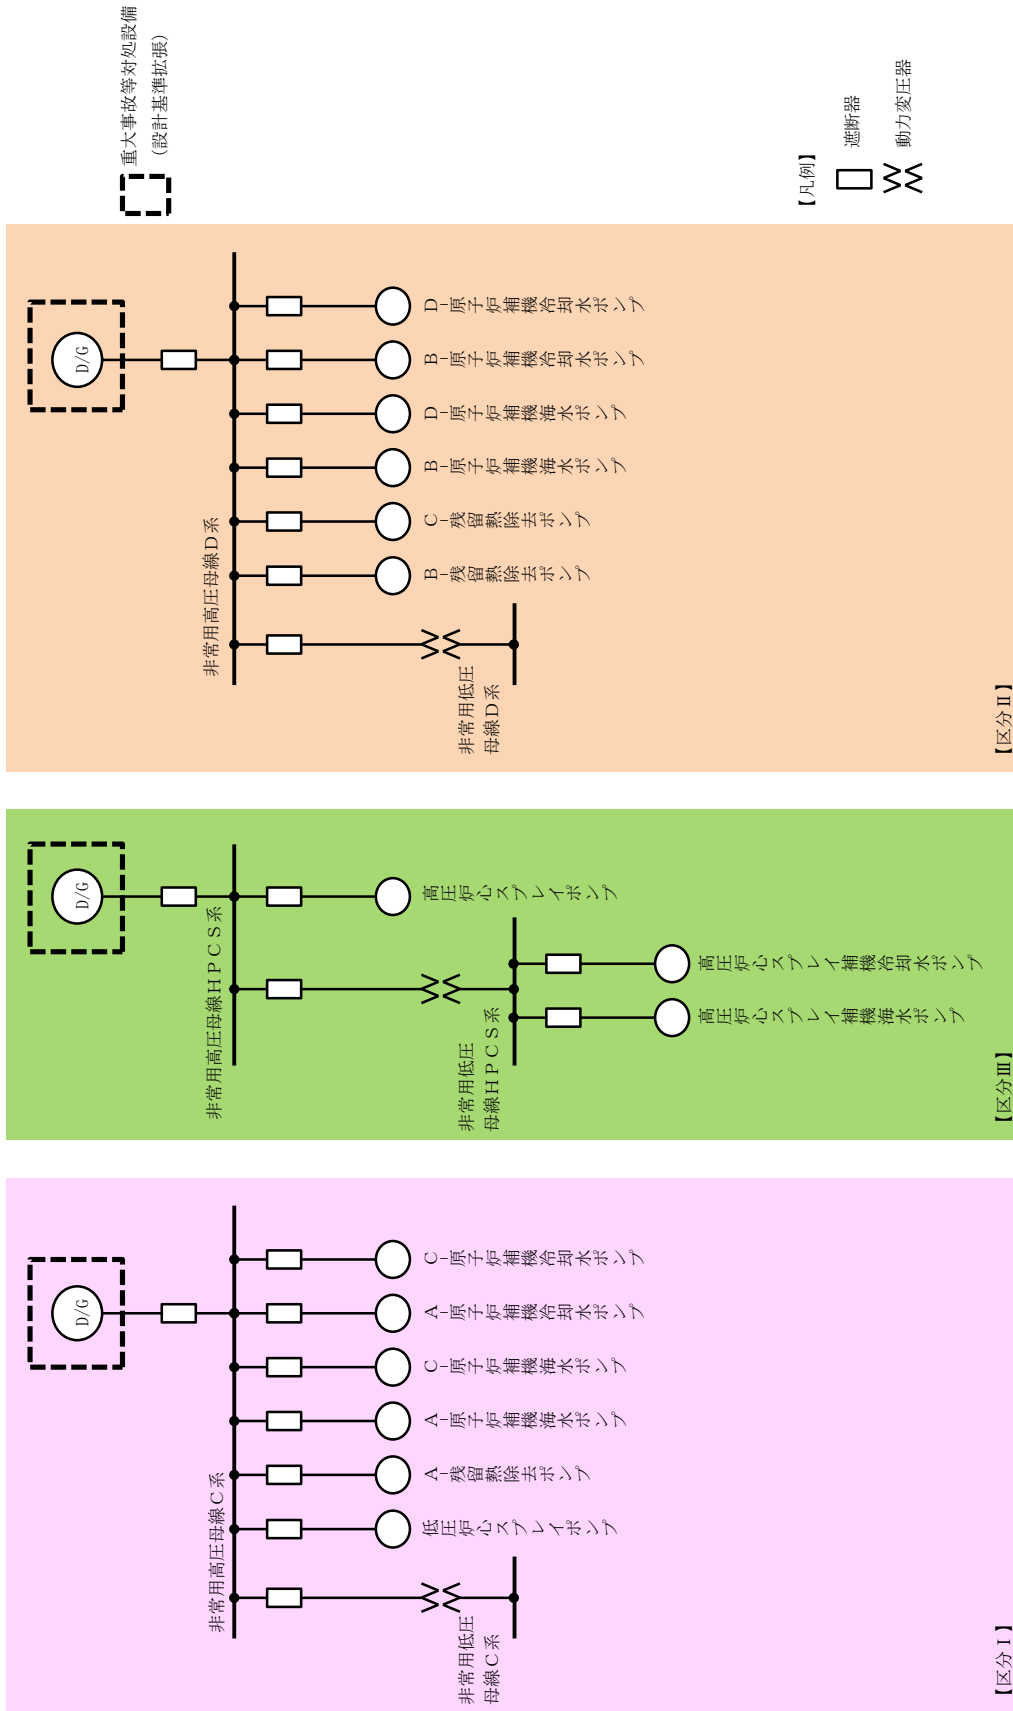 D/G
非常用高圧母線C系
非常用低圧
母線C系
低圧炉心スプレイポンプ
A-残留熱除去ポンプ
A-原子炉補機海水ポンプ
C-原子炉補機海水ポンプ
A-原子炉補機冷却水ポンプ
C-原子炉補機冷却水ポンプ
【区分Ⅰ】
D/G
非常用高圧母線HPCS系
非常用低圧
母線HPCS系
高圧炉心スプレイポンプ
高圧炉心スプレイ補機海水ポンプ
高圧炉心スプレイ補機冷却水ポンプ
【区分Ⅲ】
D/G
非常用高圧母線D系
非常用低圧
母線D系
B-残留熱除去ポンプ
C-残留熱除去ポンプ
B-原子炉補機海水ポンプ
D-原子炉補機海水ポンプ
B-原子炉補機冷却水ポンプ
D-原子炉補機冷却水ポンプ
【区分Ⅱ】
重大事故等対処設備
(設計基準拡張)
【凡例】
遮断器
動力変圧器